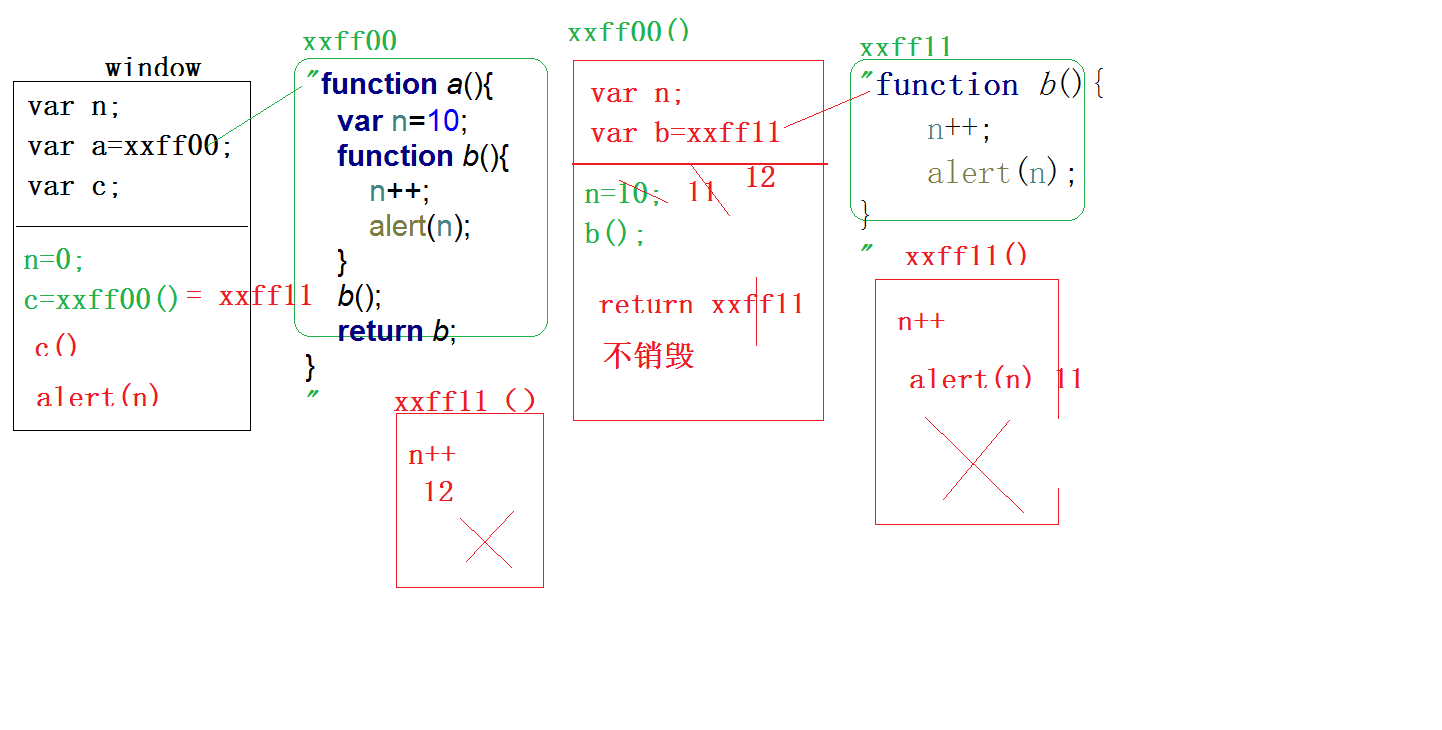 window
var n;
var a=xxff00;
var c;
n=0;
c=xxff00()= xxff11
c()
alert(n)
xxff00
"function a(){
var n=10;
function b(){
n++;
alert(n);
}
b();
return b;
}
"
xxff11（）
n++
12
xxff00()
var n;
var b=xxff11
n=10; 11 12
b();
return xxff11
不销毁
xxff11
"function b(){
n++;
alert(n);
}
"
xxff11()
n++
alert(n) 11